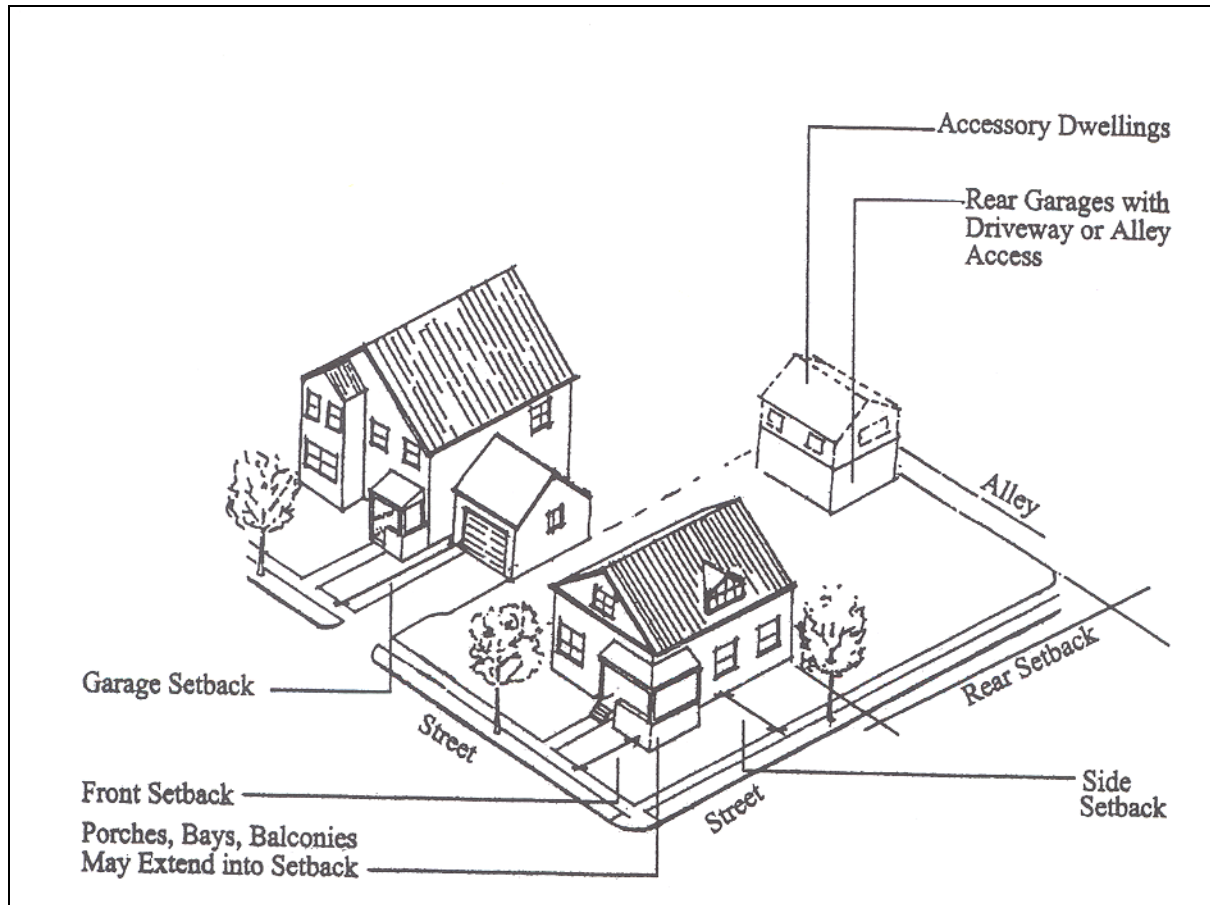 Accessory Dwellings
Rear Garages with
Driveway or Alley
Access
Alley
Rear Setback
Garage Setback
Street
Street
Side
Setback
Front Setback
Porches, Bays, Balconies
May Extend into Setback